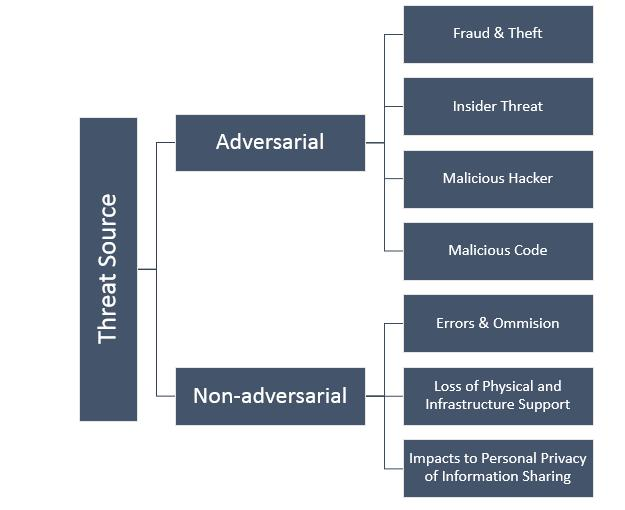 Threat Source
Adversarial
Fraud & Theft
Insider Threat
Malicious Hacker
Malicious Code
Non-adversarial
Errors & Ommision
Loss of Physical and
Infrastructure Support
Impacts to Personal Privacy
of Information Sharing